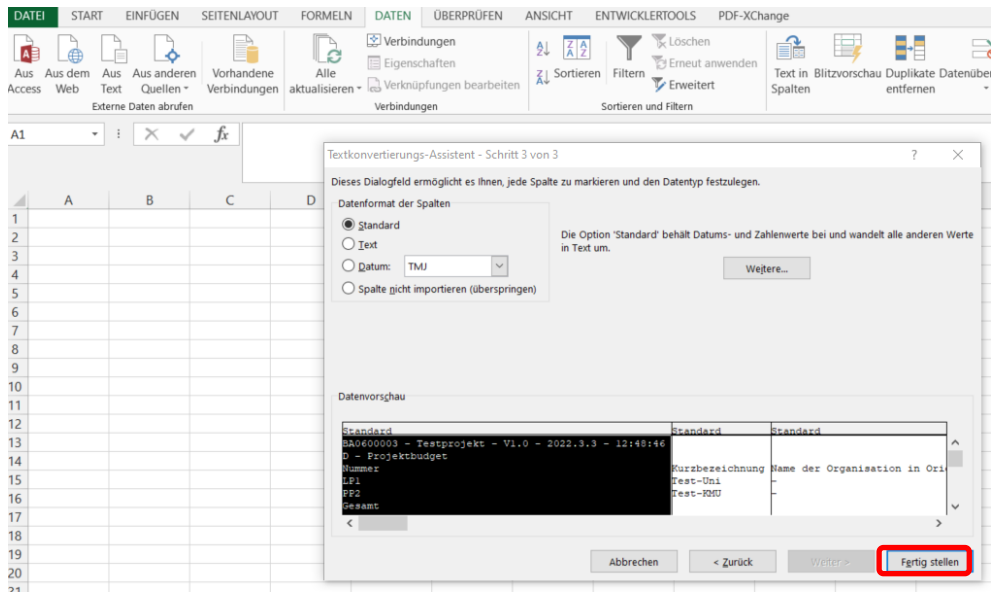 DATEI START EINFÜGEN SEITENLAYOUT FORMELN DATEN ÜBERPRÜFEN ANSICHT ENTWICKLERTOOLS PDF-XChange
Aus Access
Aus dem Web
Aus Text
Aus anderen Quellen
Vorhandene Verbindungen
Externe Daten abrufen
Alle aktualisieren
Verbindungen
Eigenschaften
Verknüpfungen bearbeiten
Verbindungen
Sortieren
Filtern
Löschen
Erneut anwenden
Erweitert
Sortieren und Filtern
Text in Spalten
Blitzvorschau
Duplikate entfernen
Datenüber
A1
fx
A B C D
1
2
3
4
5
6
7
8
9
10
11
12
13
14
15
16
17
18
19
20
21
Textkonvertierungs-Assistent - Schritt 3 von 3
Dieses Dialogfeld ermöglicht es Ihnen, jede Spalte zu markieren und den Datentyp festzulegen.
Datenformat der Spalten
Standard
Text
Datum: TMJ
Spalte nicht importieren (überspringen)
Die Option 'Standard' behält Datums- und Zahlenwerte bei und wandelt alle anderen Werte
in Text um.
Weitere...
Datenvorschau
Standard Standard Standard
BA0600003 - Testprojekt - V1.0 - 2022.3.3 - 12:48:46
D - Projektbudget
Nummer Kurzbezeichnung Name der Organisation in Ori
LP1 Test-Uni -
PP2 Test-KMU -
Gesamt
Abbrechen < Zurück Weiter > Fertig stellen